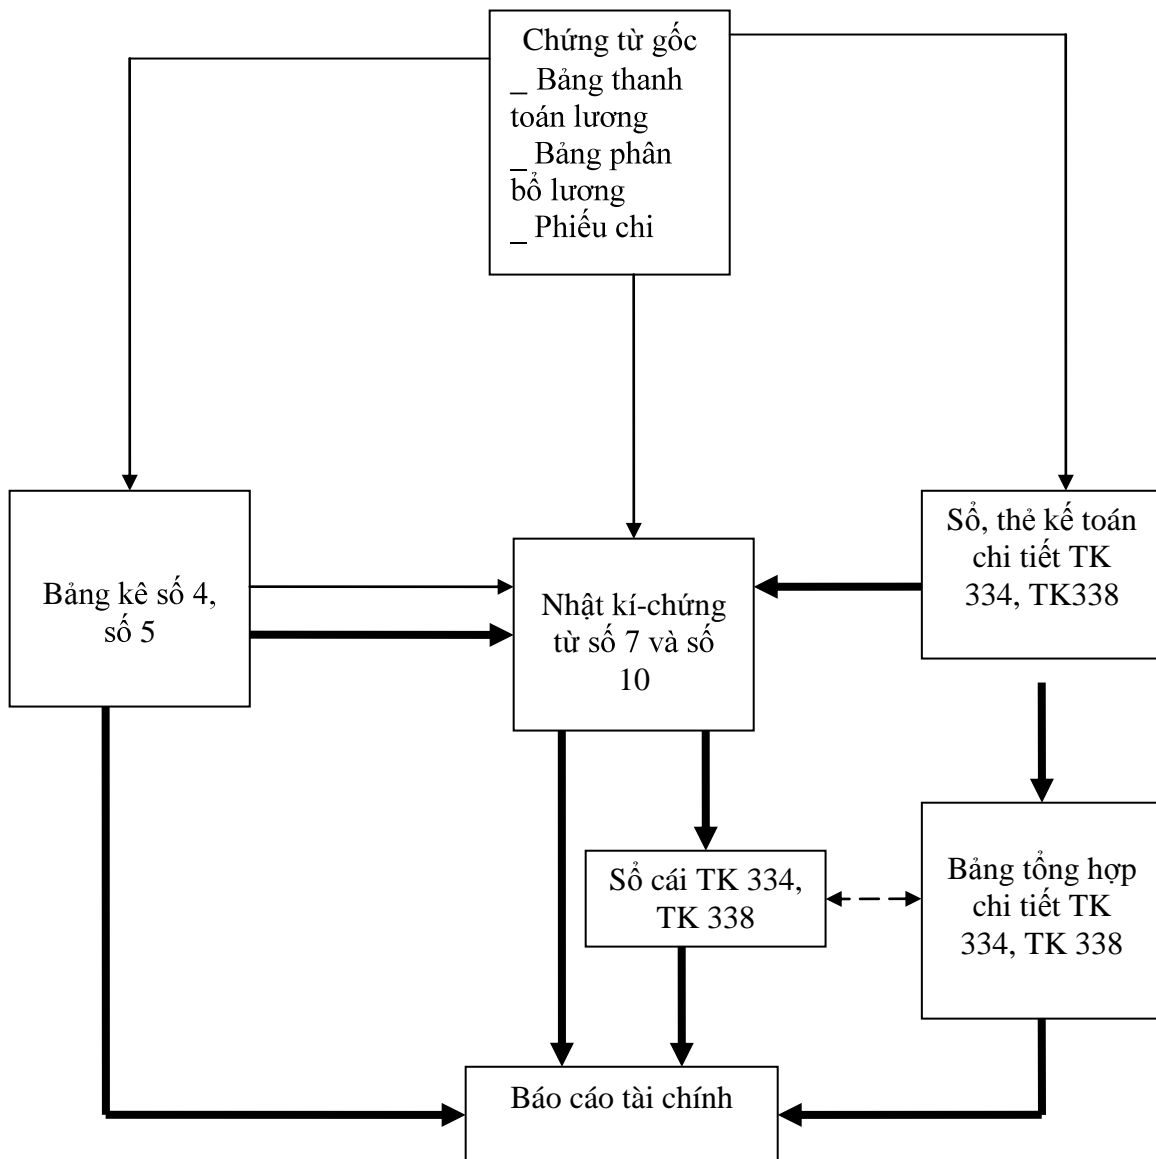 Chứng từ gốc
_ Bảng thanh
toán lương
_ Bảng phân
bổ lương
_ Phiếu chi
Bảng kê số 4,
số 5
Nhật kí-chứng
từ số 7 và số
10
Sổ, thẻ kế toán
chi tiết TK
334, TK338
Sổ cái TK 334,
TK 338
Bảng tổng hợp
chi tiết TK
334, TK 338
Báo cáo tài chính